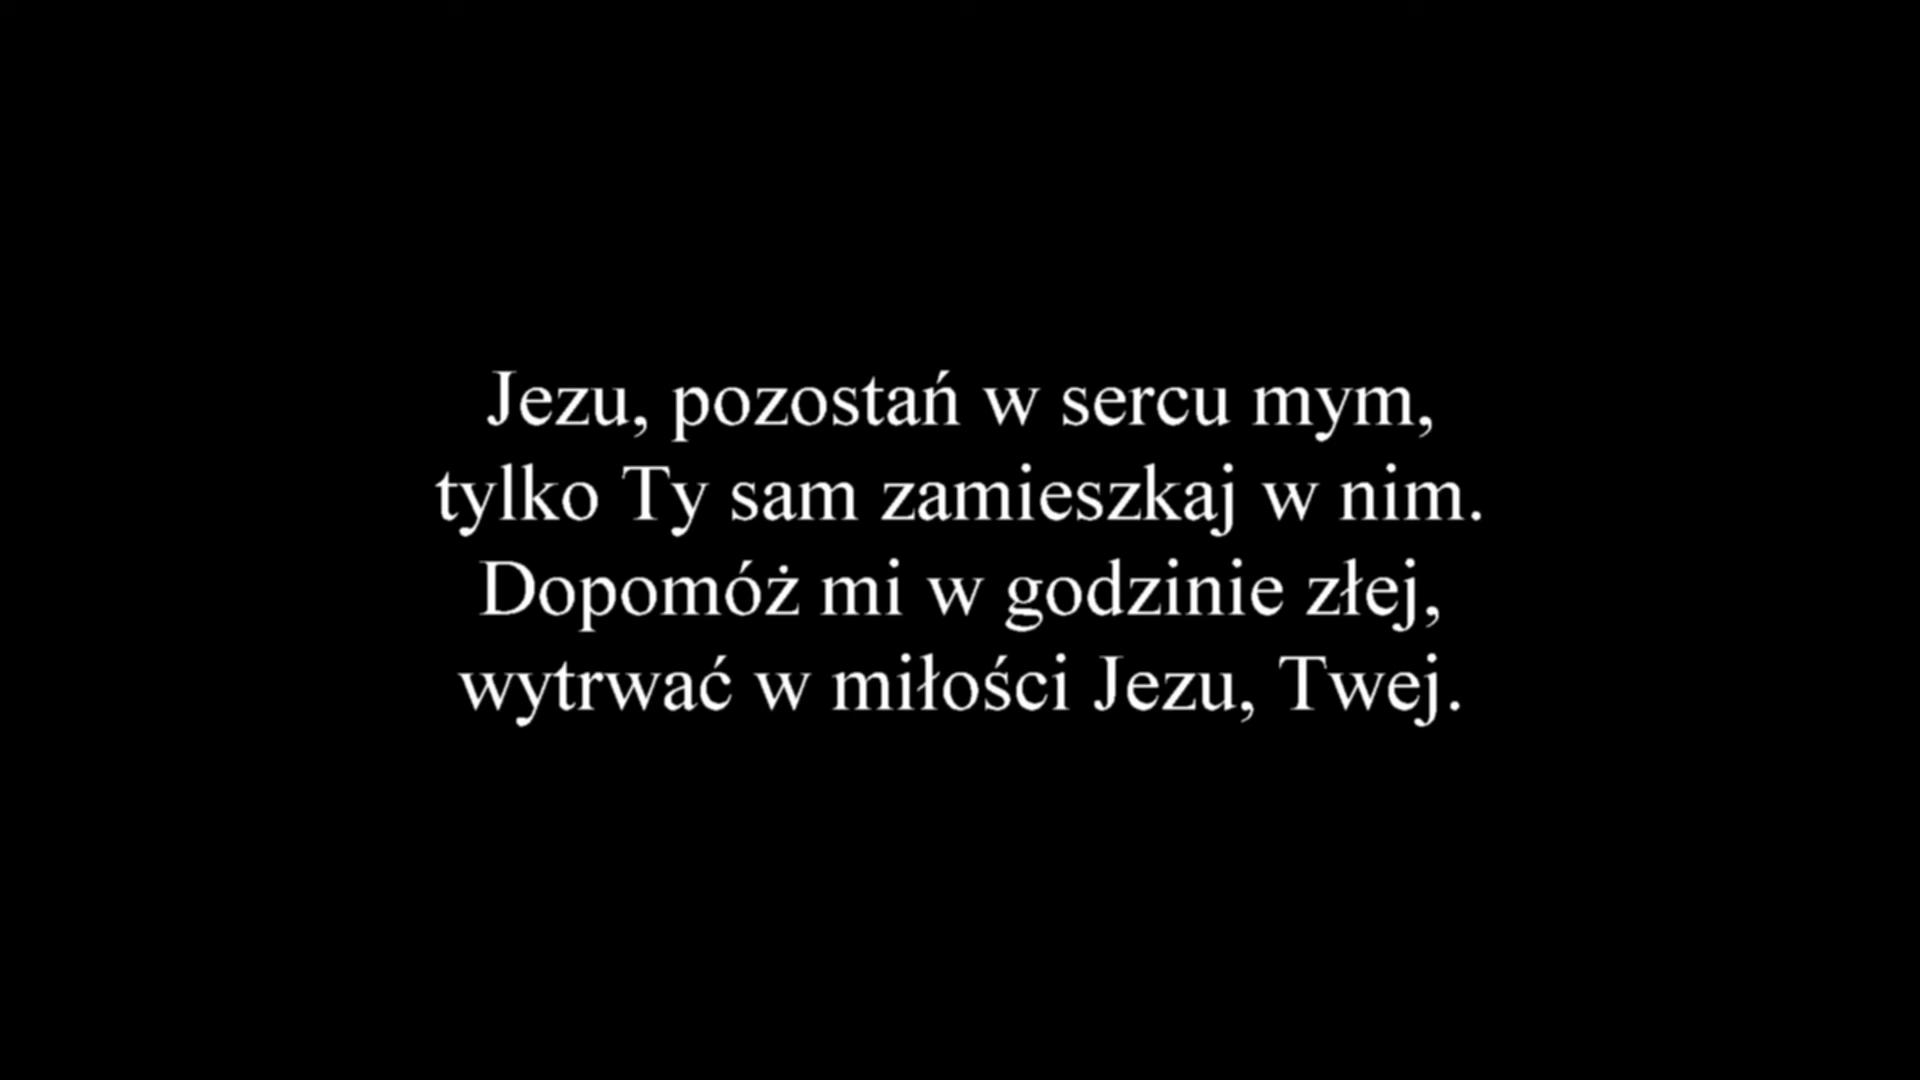 Jezu, pozostań w sercu mym,
tylko Ty sam zamieszkaj w nim.
Dopomóż mi w godzinie złej,
wytrwać w miłości Jezu, Twej.